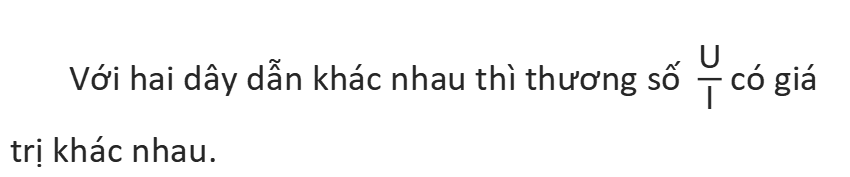 Với hai dây dẫn khác nhau thì thương số U/I có giá
trị khác nhau.